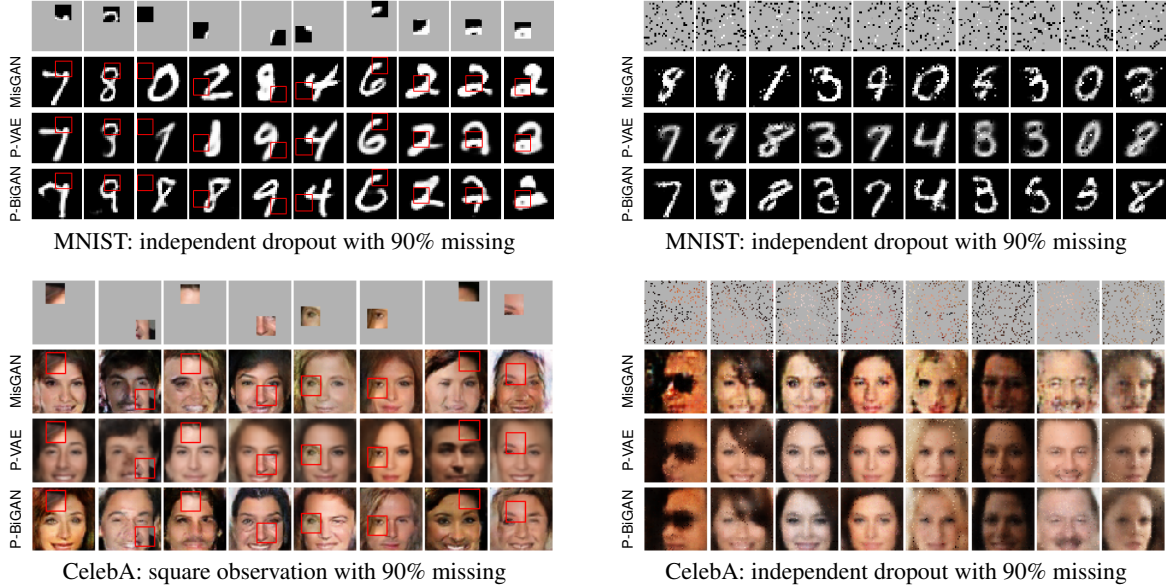 MisGAN
P-VAE
P-BiGAN
MNIST: independent dropout with 90% missing
MisGAN
P-VAE
P-BiGAN
MNIST: independent dropout with 90% missing
MisGAN
P-VAE
P-BiGAN
CelebA: square observation with 90% missing
MisGAN
P-VAE
P-BiGAN
CelebA: independent dropout with 90% missing